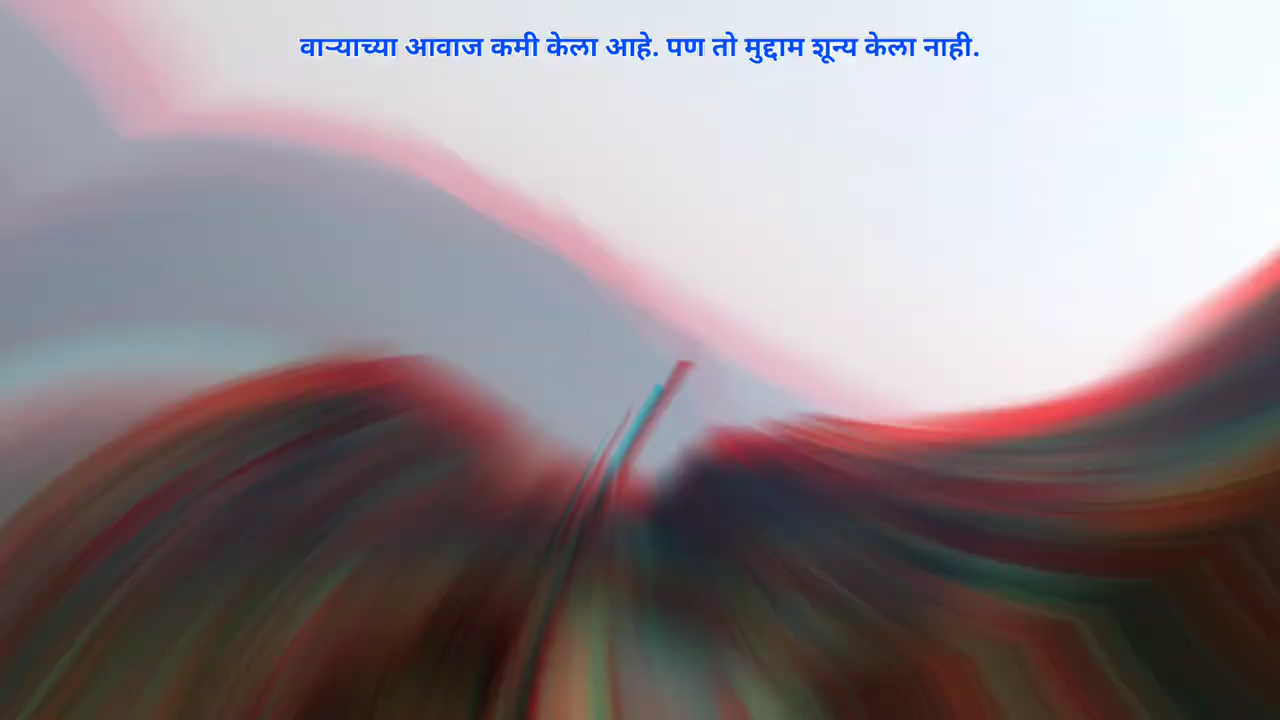 वाऱ्याच्या आवाज कमी केला आहे. पण तो मुद्दाम शून्य केला नाही.